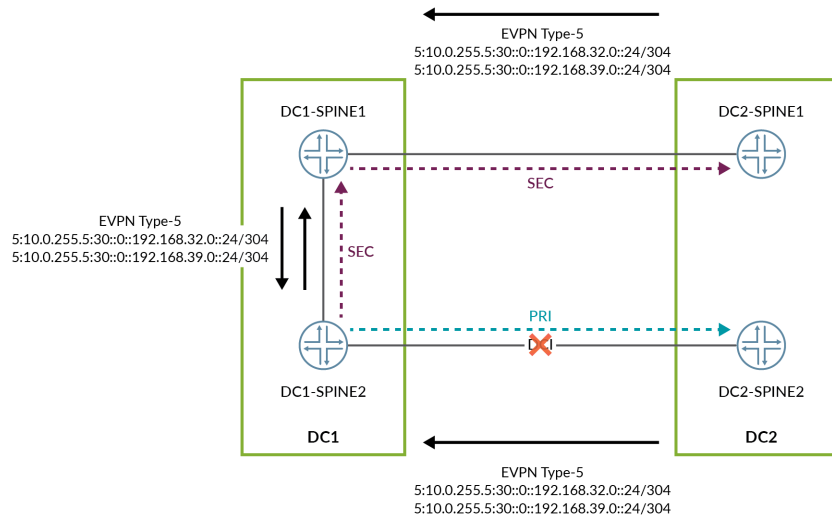 EVPN Type-5
5:10.0.255.5:30::0::192.168.32.0::24/304
5:10.0.255.5:30::0::192.168.39.0::24/304
DC1-SPINE1
DC2-SPINE1
SEC
EVPN Type-5
5:10.0.255.5:30::0::192.168.32.0::24/304
5:10.0.255.5:30::0::192.168.39.0::24/304
SEC
PRI
DCI
DC1-SPINE2
DC2-SPINE2
DC1
DC2
EVPN Type-5
5:10.0.255.5:30::0::192.168.32.0::24/304
5:10.0.255.5:30::0::192.168.39.0::24/304